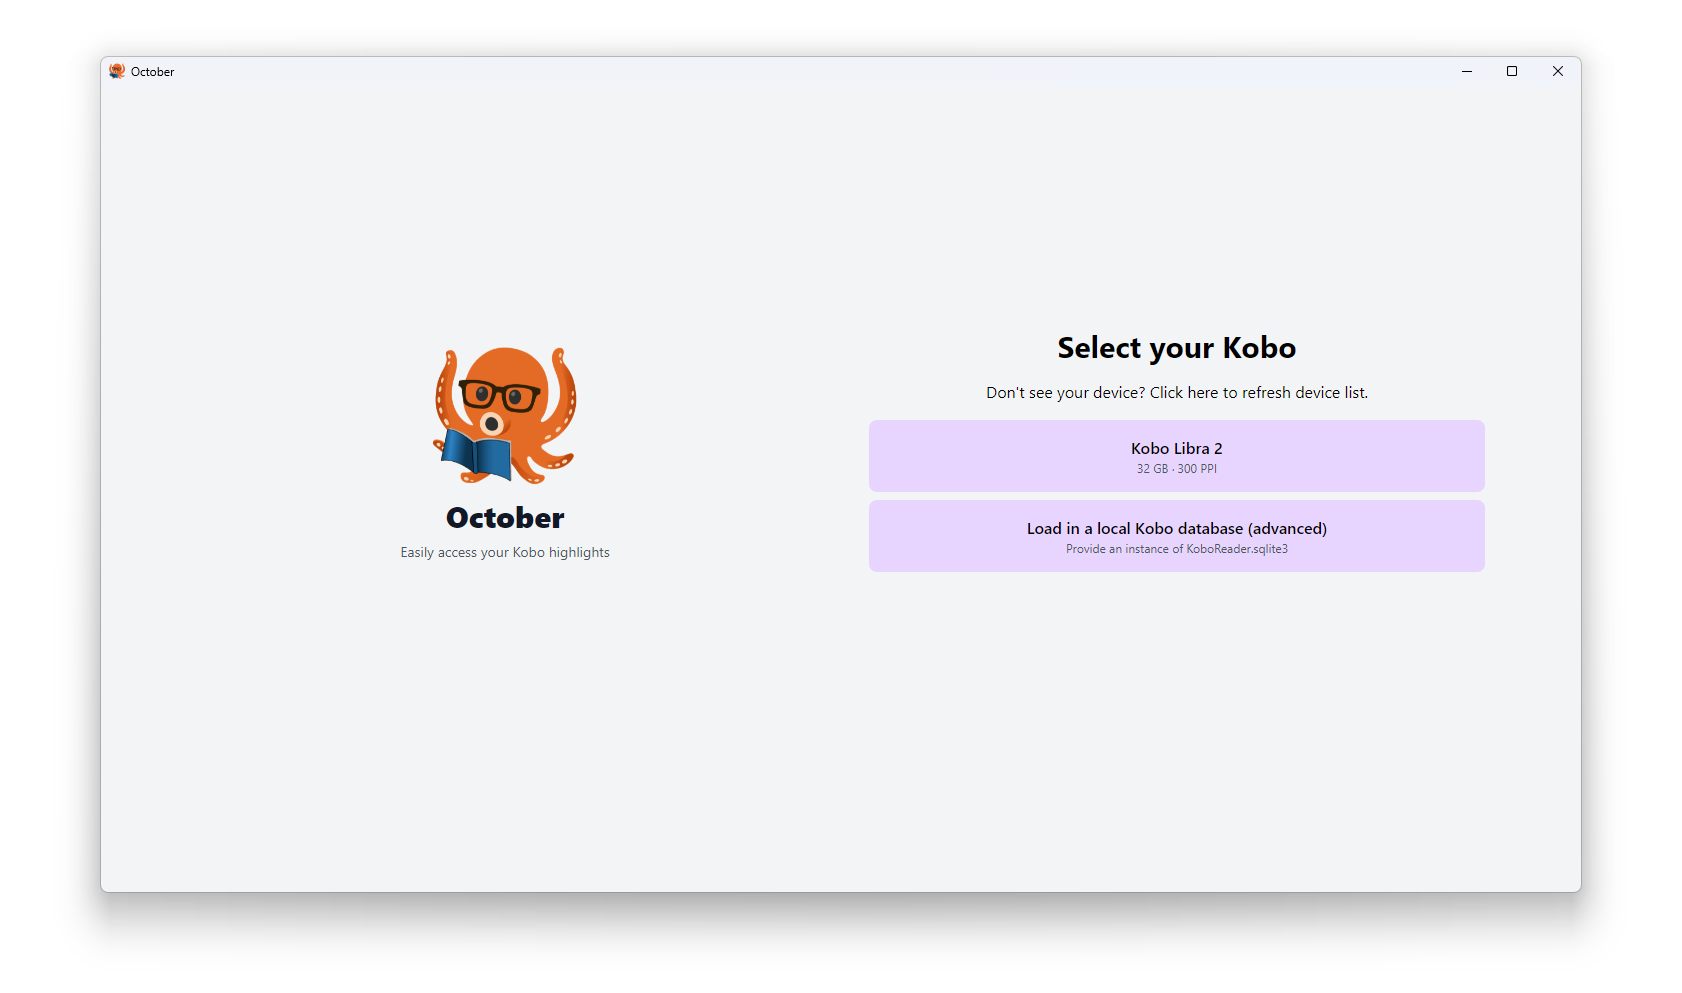 October
October
Easily access your Kobo highlights
Select your Kobo
Don't see your device? Click here to refresh device list.
Kobo Libra 2
32 GB · 300 PPI
Load in a local Kobo database (advanced)
Provide an instance of KoboReader.sqlite3